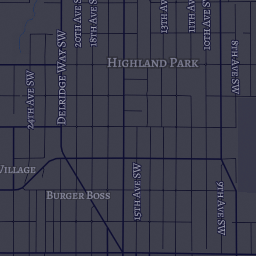 20th Ave SW
18th Ave SW
13th Ave SW
11th Ave SW
10th Ave SW
8th Ave SW
Highland Park
24th Ave SW
Delridge Way SW
Village
Burger Boss
15th Ave SW
9th Ave SW